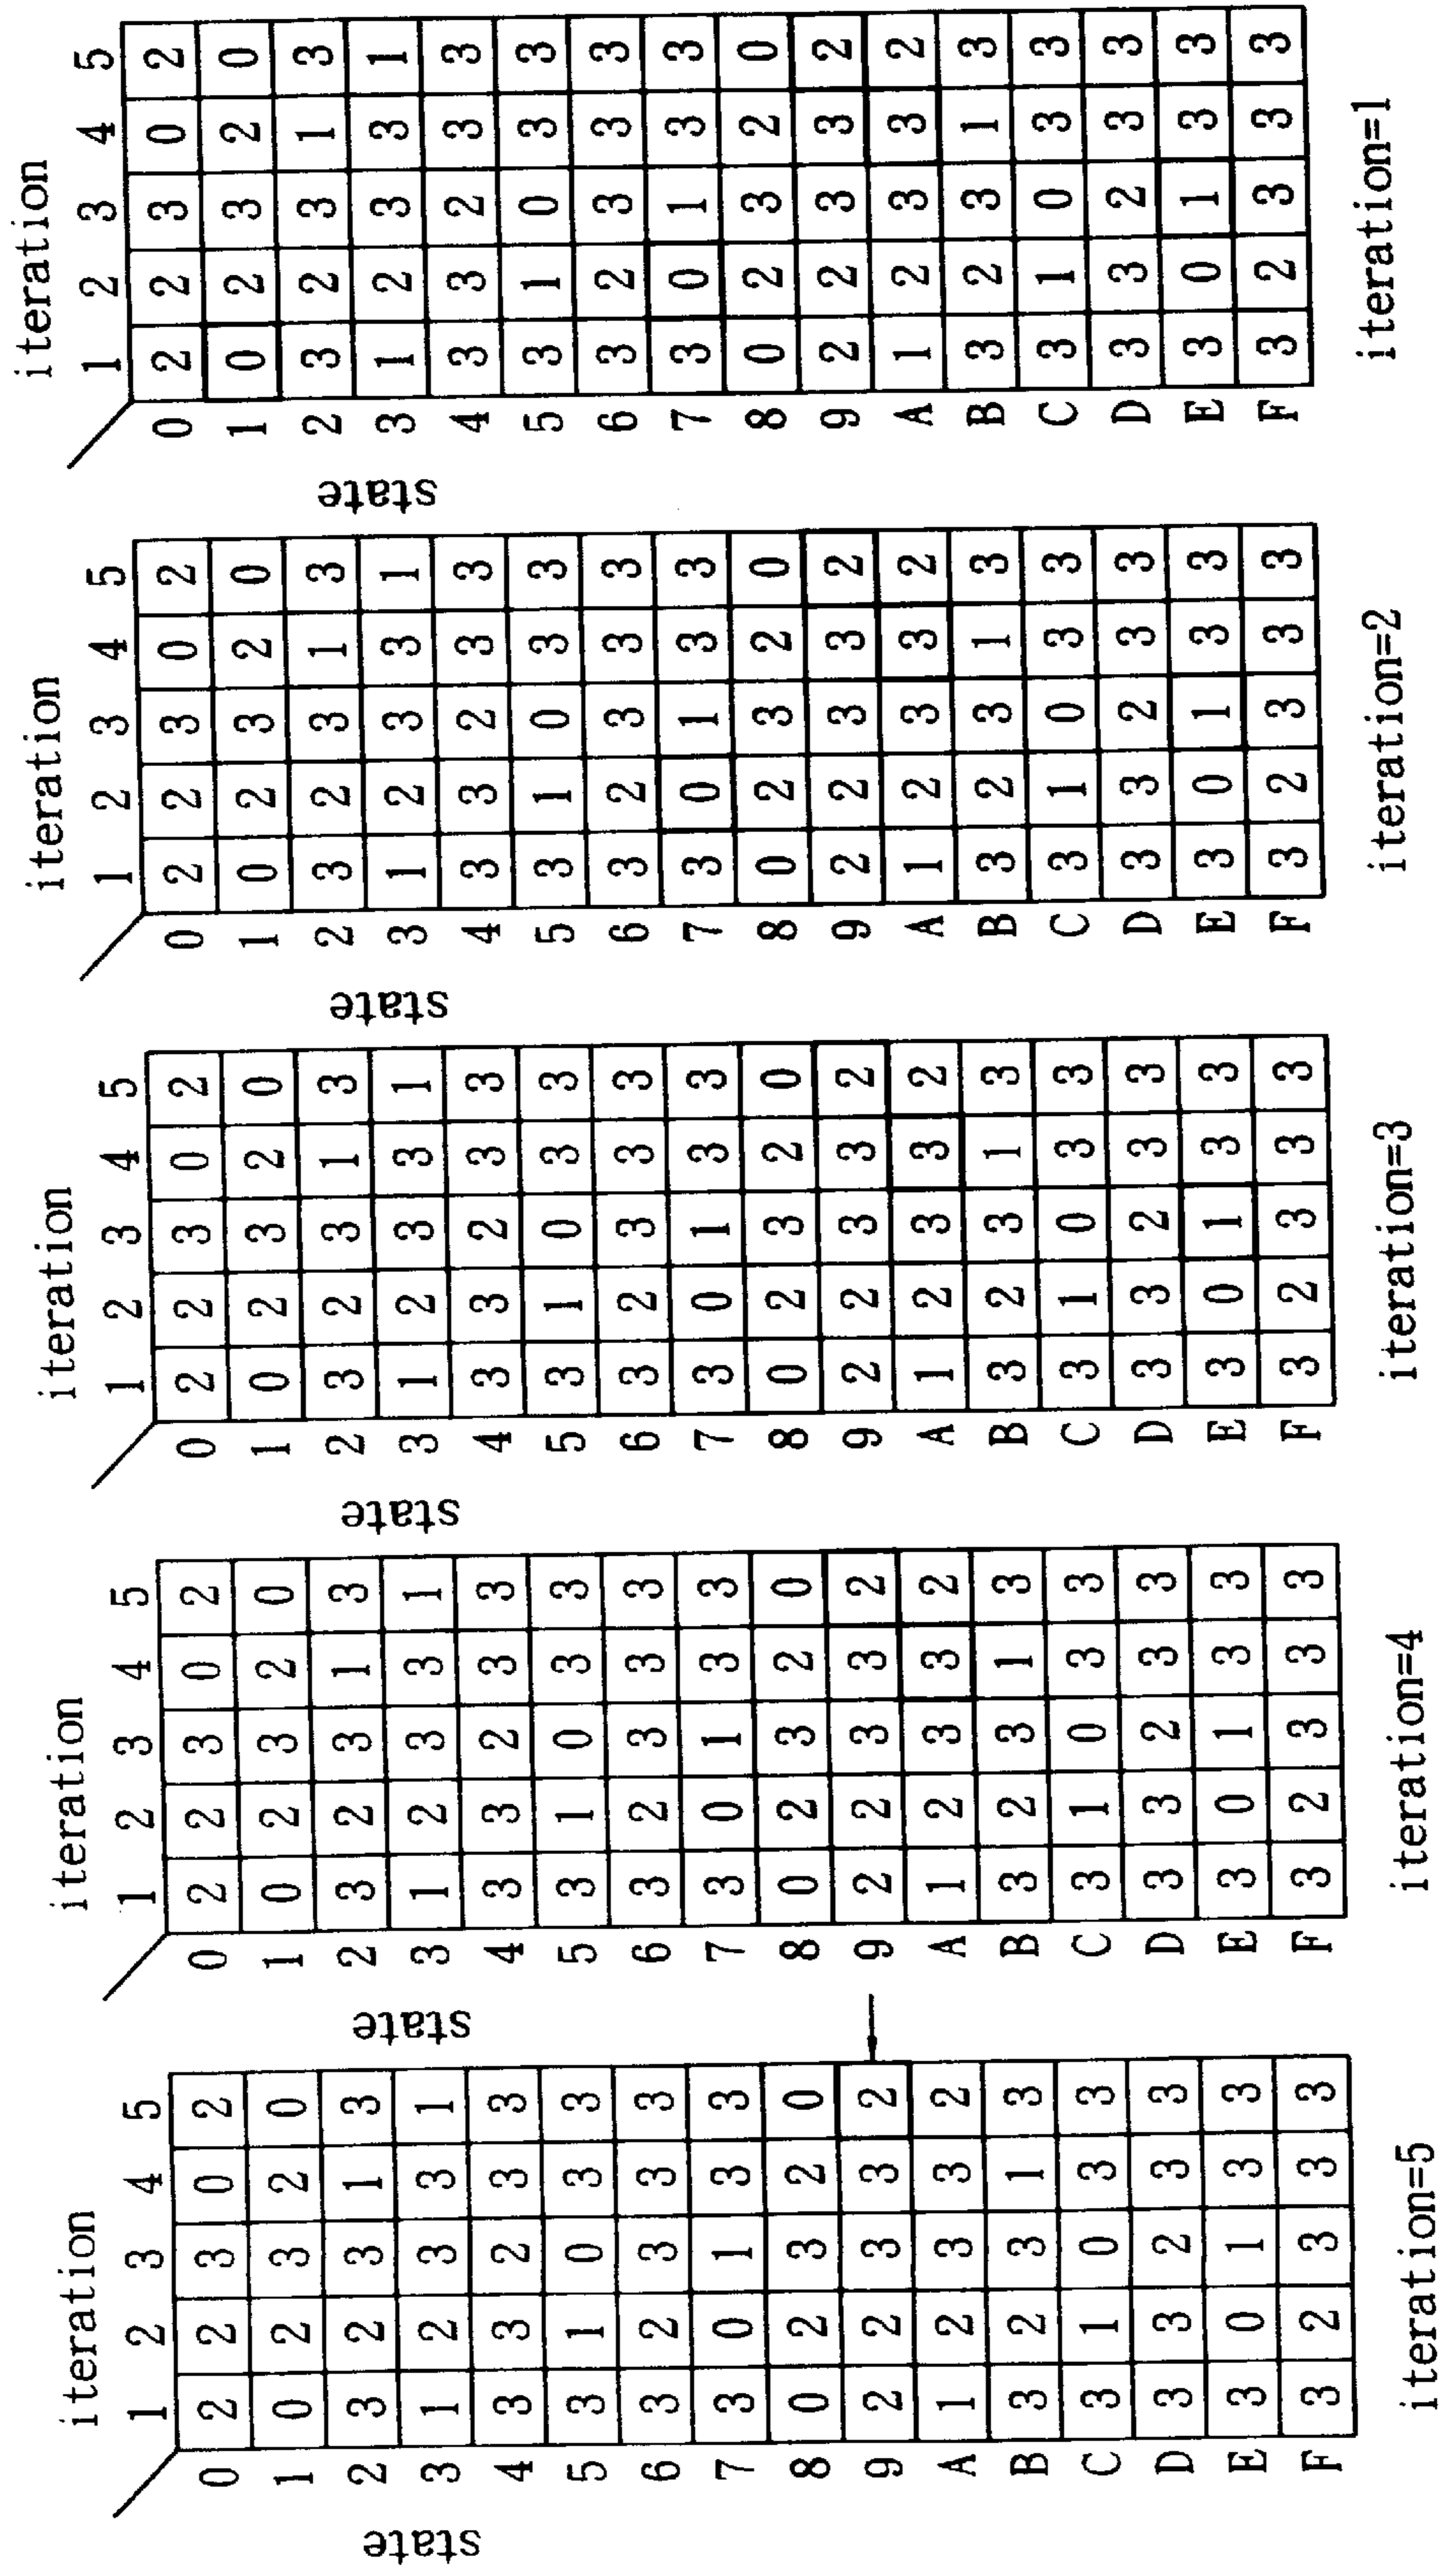 iteration
1 2 3 4 5
state
0 2 2 3 0 2
1 0 2 3 2 0
2 3 2 3 1 3
3 1 2 3 3 1
4 3 3 2 3 3
5 3 1 0 3 3
6 3 2 3 3 3
7 3 0 1 3 3
8 0 2 3 2 0
9 2 2 3 3 2
A 1 2 3 3 2
B 3 2 3 1 3
C 3 1 0 3 3
D 3 3 2 3 3
E 3 0 1 3 3
F 3 2 3 3 3
iteration=5
iteration
1 2 3 4 5
state
0 2 2 3 0 2
1 0 2 3 2 0
2 3 2 3 1 3
3 1 2 3 3 1
4 3 3 2 3 3
5 3 1 0 3 3
6 3 2 3 3 3
7 3 0 1 3 3
8 0 2 3 2 0
9 2 2 3 3 2
A 1 2 3 3 2
B 3 2 3 1 3
C 3 1 0 3 3
D 3 3 2 3 3
E 3 0 1 3 3
F 3 2 3 3 3
iteration=4
iteration
1 2 3 4 5
state
0 2 2 3 0 2
1 0 2 3 2 0
2 3 2 3 1 3
3 1 2 3 3 1
4 3 3 2 3 3
5 3 1 0 3 3
6 3 2 3 3 3
7 3 0 1 3 3
8 0 2 3 2 0
9 2 2 3 3 2
A 1 2 3 3 2
B 3 2 3 1 3
C 3 1 0 3 3
D 3 3 2 3 3
E 3 0 1 3 3
F 3 2 3 3 3
iteration=3
iteration
1 2 3 4 5
state
0 2 2 3 0 2
1 0 2 3 2 0
2 3 2 3 1 3
3 1 2 3 3 1
4 3 3 2 3 3
5 3 1 0 3 3
6 3 2 3 3 3
7 3 0 1 3 3
8 0 2 3 2 0
9 2 2 3 3 2
A 1 2 3 3 2
B 3 2 3 1 3
C 3 1 0 3 3
D 3 3 2 3 3
E 3 0 1 3 3
F 3 2 3 3 3
iteration=2
iteration
1 2 3 4 5
state
0 2 2 3 0 2
1 0 2 3 2 0
2 3 2 3 1 3
3 1 2 3 3 1
4 3 3 2 3 3
5 3 1 0 3 3
6 3 2 3 3 3
7 3 0 1 3 3
8 0 2 3 2 0
9 2 2 3 3 2
A 1 2 3 3 2
B 3 2 3 1 3
C 3 1 0 3 3
D 3 3 2 3 3
E 3 0 1 3 3
F 3 2 3 3 3
iteration=1